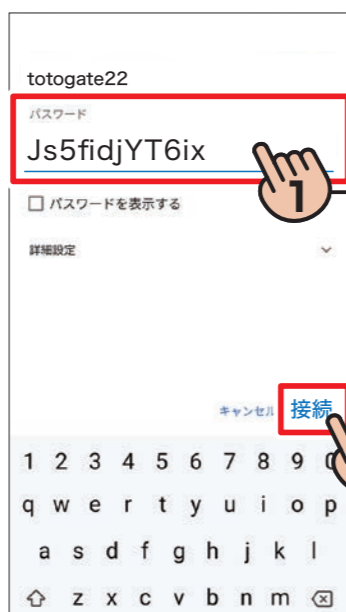 totogate22
パスワード
Js5fidjYT6ix
1
パスワードを表示する
詳細設定
キャンセル 接続
1 2 3 4 5 6 7 8 9 0
q w e r t y u i o p
a s d f g h j k l
z x c v b n m